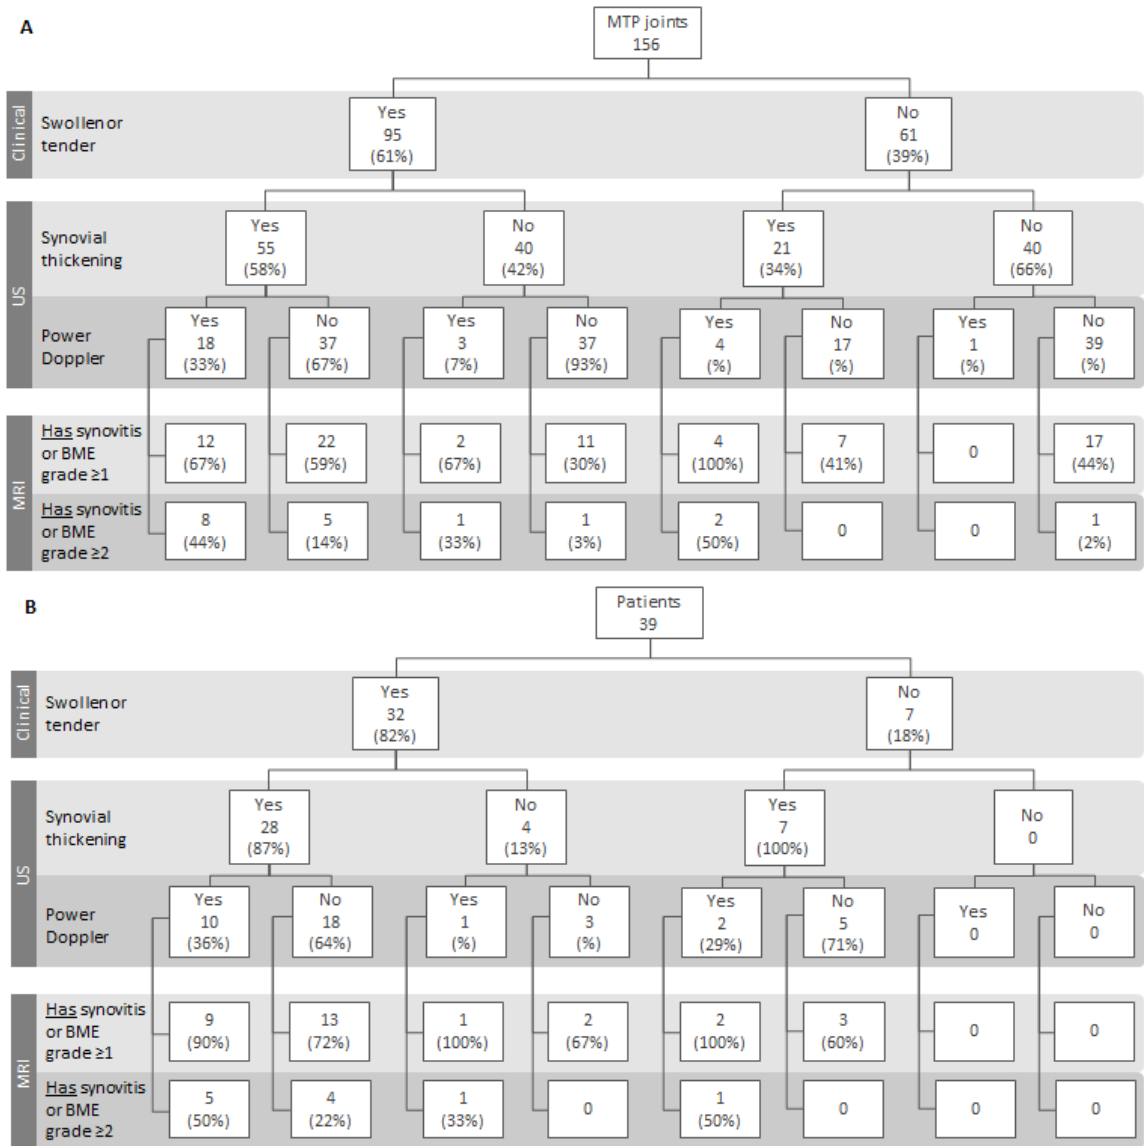 A
MTP joints
156
Clinical
Swollen or
tender
Yes
95
(61%)
No
61
(39%)
US
Synovial
thickening
Yes
55
(58%)
No
40
(42%)
Yes
21
(34%)
No
40
(66%)
Power
Doppler
Yes
18
(33%)
No
37
(67%)
Yes
3
(7%)
No
37
(93%)
Yes
4
(%)
No
17
(%)
Yes
1
(%)
No
39
(%)
MRI
Has synovitis
or BME
grade ≥1
12
(67%)
22
(59%)
2
(67%)
11
(30%)
4
(100%)
7
(41%)
0
17
(44%)
Has synovitis
or BME
grade ≥2
8
(44%)
5
(14%)
1
(33%)
1
(3%)
2
(50%)
0
0
1
(2%)
B
Patients
39
Clinical
Swollen or
tender
Yes
32
(82%)
No
7
(18%)
US
Synovial
thickening
Yes
28
(87%)
No
4
(13%)
Yes
7
(100%)
No
0
Power
Doppler
Yes
10
(36%)
No
18
(64%)
Yes
1
(%)
No
3
(%)
Yes
2
(29%)
No
5
(71%)
Yes
0
No
0
MRI
Has synovitis
or BME
grade ≥1
9
(90%)
13
(72%)
1
(100%)
2
(67%)
2
(100%)
3
(60%)
0
0
Has synovitis
or BME
grade ≥2
5
(50%)
4
(22%)
1
(33%)
0
1
(50%)
0
0
0